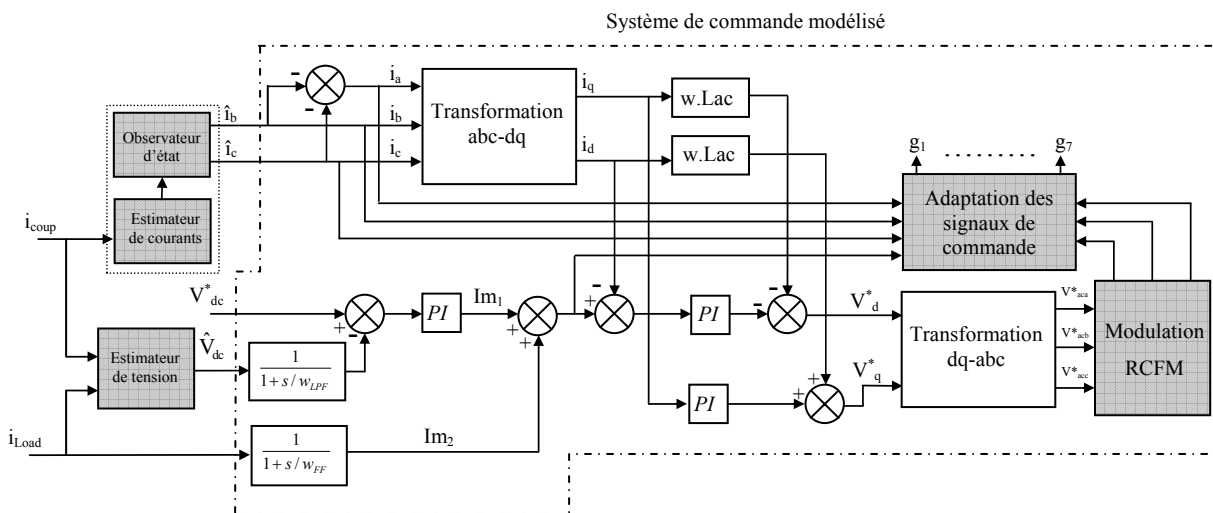 Système de commande modélisé
i_coup
i_Load
Observateur
d'état
Estimateur
de courants
î_b
î_c
-
-
i_a
i_b
i_c
Transformation
abc-dq
i_q
i_d
w.Lac
w.Lac
g_1 ......... g_7
Adaptation des
signaux de
commande
V*_dc
+
-
PI
Im_1
+
+
+
-
PI
-
-
V*_d
Estimateur
de tension
V̂_dc
1
1+s/w_LPF
1
1+s/w_FF
Im_2
PI
+
+
V*_q
Transformation
dq-abc
V*_aca
V*_acb
V*_acc
Modulation
RCFM